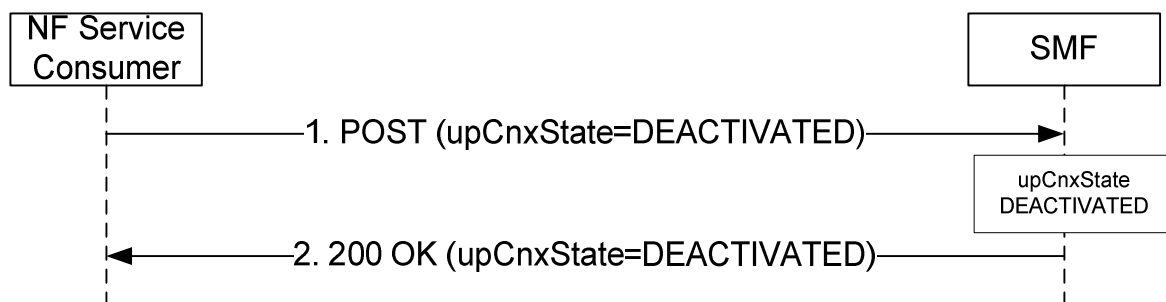 NF Service
Consumer
SMF
1. POST (upCnxState=DEACTIVATED)
upCnxState
DEACTIVATED
2. 200 OK (upCnxState=DEACTIVATED)